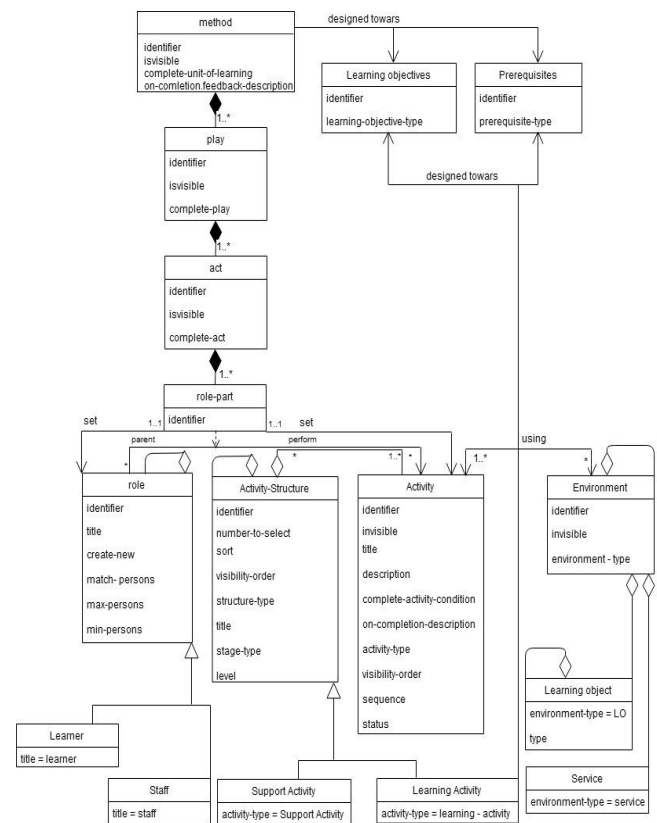 method
identifier
isvisible
complete-unit-of-learning
on-comletion.feedback-description
designed towars
Learning objectives
identifier
learning-objective-type
Prerequisites
identifier
prerequisite-type
1..*
play
identifier
isvisible
complete-play
designed towars
1..*
act
identifier
isvisible
complete-act
1..*
role-part
identifier
set
1..1
1..1
set
parent
perform
using
*
*
1..*
*
1..*
*
role
identifier
title
create-new
match- persons
max-persons
min-persons
Activity-Structure
identifier
number-to-select
sort
visibility-order
structure-type
title
stage-type
level
Activity
identifier
invisible
title
description
complete-activity-condition
on-completion-description
activity-type
visibility-order
sequence
status
Environment
identifier
invisible
environment - type
Learning object
environment-type = LO
type
Learner
title = learner
Staff
title = staff
Support Activity
activity-type = Support Activity
Learning Activity
activity-type = learning - activity
Service
environment-type = service